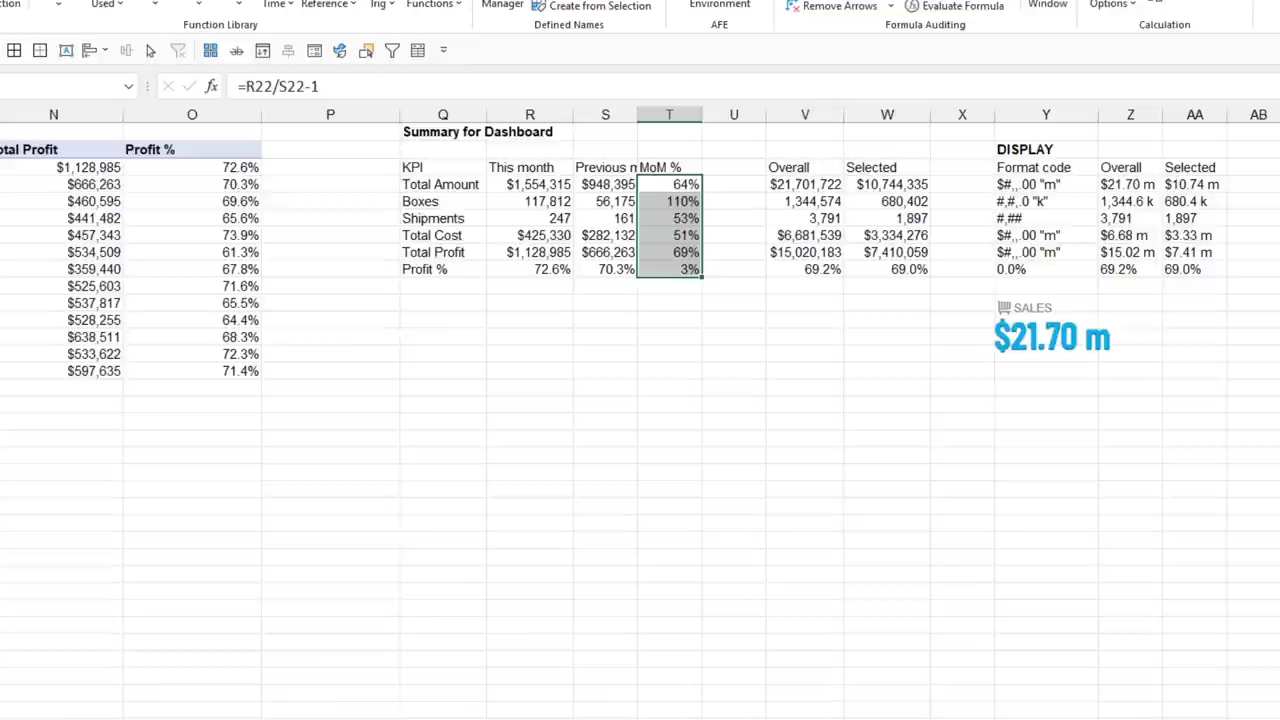 Used
Time Reference Trig Functions
Manager
Create from Selection
Environment
Remove Arrows
Evaluate Formula
Window
Options
Function Library
Defined Names
AFE
Formula Auditing
Calculation
ab
fx =R22/S22-1
N O P Q R S T U V W X Y Z AA AB
Summary for Dashboard
Profit % DISPLAY
$1,128,985 72.6% KPI This month Previous MoM % Overall Selected Format code Overall Selected
$666,263 70.3% Total Amount $1,554,315 $948,395 64% $21,701,722 $10,744,335 $#,,.00 "m" $21.70 m $10.74 m
$460,595 69.6% Boxes 117,812 56,175 110% 1,344,574 680,402 #,#,.0 "k" 1,344.6 k 680.4 k
$441,482 65.6% Shipments 247 161 53% 3,791 1,897 #,## 3,791 1,897
$457,343 73.9% Total Cost $425,330 $282,132 51% $6,681,539 $3,334,276 $#,,.00 "m" $6.68 m $3.33 m
$534,509 61.3% Total Profit $1,128,985 $666,263 69% $15,020,183 $7,410,059 $#,,.00 "m" $15.02 m $7.41 m
$359,440 67.8% Profit % 72.6% 70.3% 3% 69.2% 69.0% 0.0% 69.2% 69.0%
$525,603 71.6%
$537,817 65.5%
SALES
$528,255 64.4%
$21.70 m
$638,511 68.3%
$533,622 72.3%
$597,635 71.4%